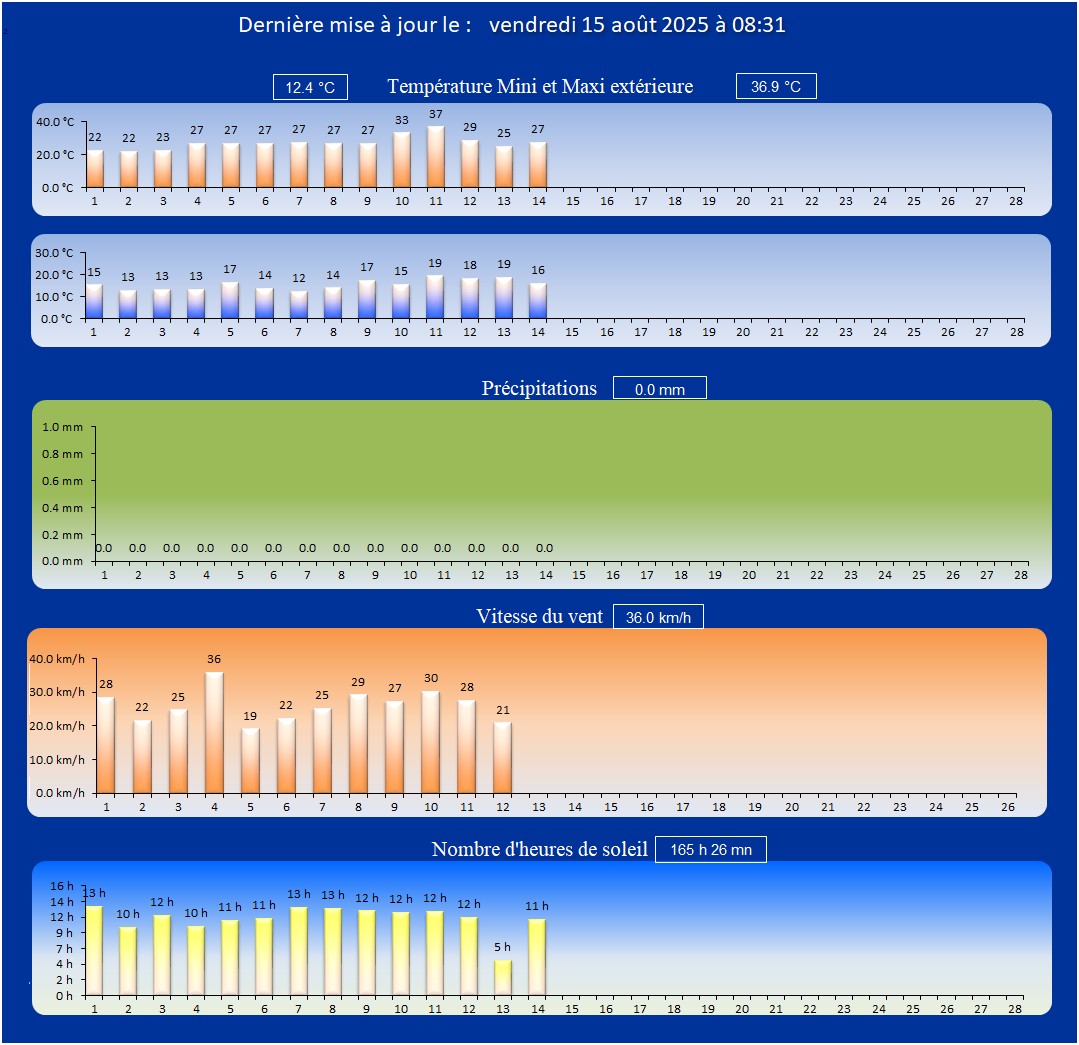 Dernière mise à jour le : vendredi 15 août 2025 à 08:31
12.4 °C Température Mini et Maxi extérieure 36.9 °C
40.0 °C
20.0 °C
0.0 °C
22 22 23 27 27 27 27 27 27 33 37 29 25 27
1 2 3 4 5 6 7 8 9 10 11 12 13 14 15 16 17 18 19 20 21 22 23 24 25 26 27 28
30.0 °C
20.0 °C
10.0 °C
0.0 °C
15 13 13 13 17 14 12 14 17 15 19 18 19 16
1 2 3 4 5 6 7 8 9 10 11 12 13 14 15 16 17 18 19 20 21 22 23 24 25 26 27 28
Précipitations 0.0 mm
1.0 mm
0.8 mm
0.6 mm
0.4 mm
0.2 mm
0.0 mm
0.0 0.0 0.0 0.0 0.0 0.0 0.0 0.0 0.0 0.0 0.0 0.0 0.0 0.0
1 2 3 4 5 6 7 8 9 10 11 12 13 14 15 16 17 18 19 20 21 22 23 24 25 26 27 28
Vitesse du vent 36.0 km/h
40.0 km/h
30.0 km/h
20.0 km/h
10.0 km/h
0.0 km/h
28 22 25 36 19 22 25 29 27 30 28 21
1 2 3 4 5 6 7 8 9 10 11 12 13 14 15 16 17 18 19 20 21 22 23 24 25 26
Nombre d'heures de soleil 165 h 26 mn
16 h
14 h
12 h
9 h
7 h
4 h
2 h
0 h
13 h 10 h 12 h 10 h 11 h 11 h 13 h 13 h 12 h 12 h 12 h 12 h 5 h 11 h
1 2 3 4 5 6 7 8 9 10 11 12 13 14 15 16 17 18 19 20 21 22 23 24 25 26 27 28